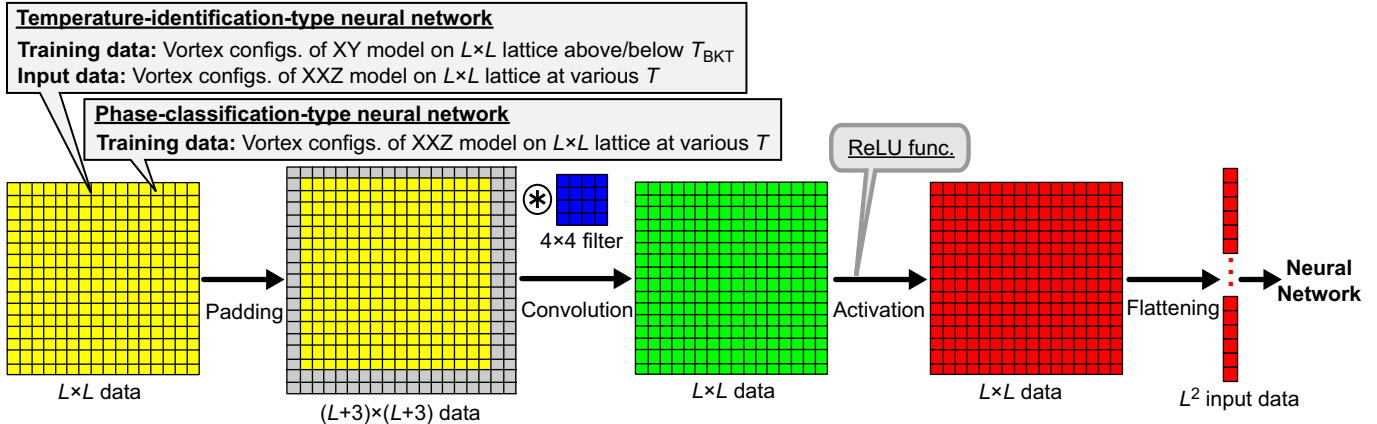 Temperature-identification-type neural network
Training data: Vortex configs. of XY model on L×L lattice above/below T_BKT
Input data: Vortex configs. of XXZ model on L×L lattice at various T
Phase-classification-type neural network
Training data: Vortex configs. of XXZ model on L×L lattice at various T
ReLU func.
4×4 filter
Padding
Convolution
Activation
Flattening
Neural
Network
L×L data
(L+3)×(L+3) data
L×L data
L×L data
L² input data